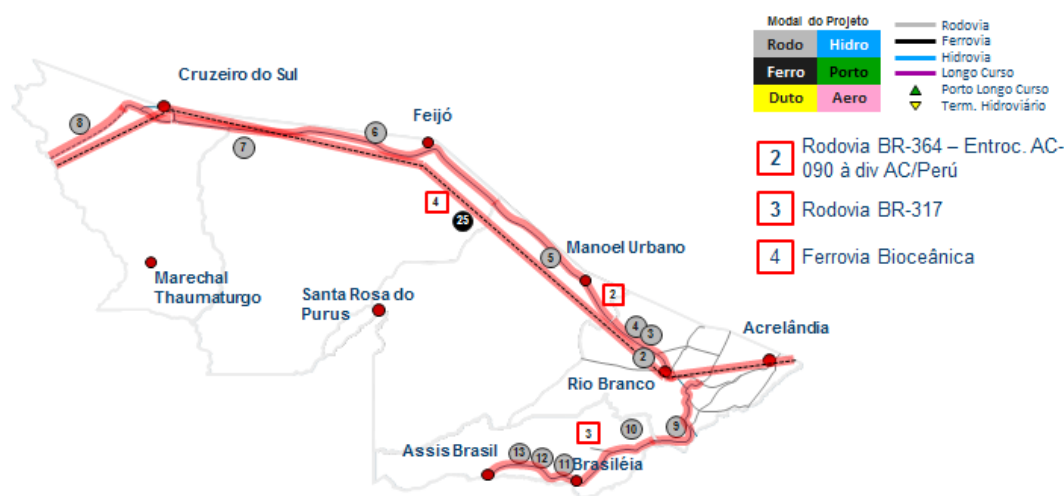 Modal do Projeto
Rodo Hidro
Ferro Porto
Duto Aero
Rodovia
Ferrovia
Hidrovia
Longo Curso
Porto Longo Curso
Term. Hidroviário
2 Rodovia BR-364 – Entroc. AC-
090 à div AC/Perú
3 Rodovia BR-317
4 Ferrovia Bioceânica
Cruzeiro do Sul
8
7
6
Feijó
4
25
Marechal
Thaumaturgo
Santa Rosa do
Purus
Manoel Urbano
5
2
4
3
2
Acrelândia
Rio Branco
3
10
9
Assis Brasil
13
12
11
Brasiléia